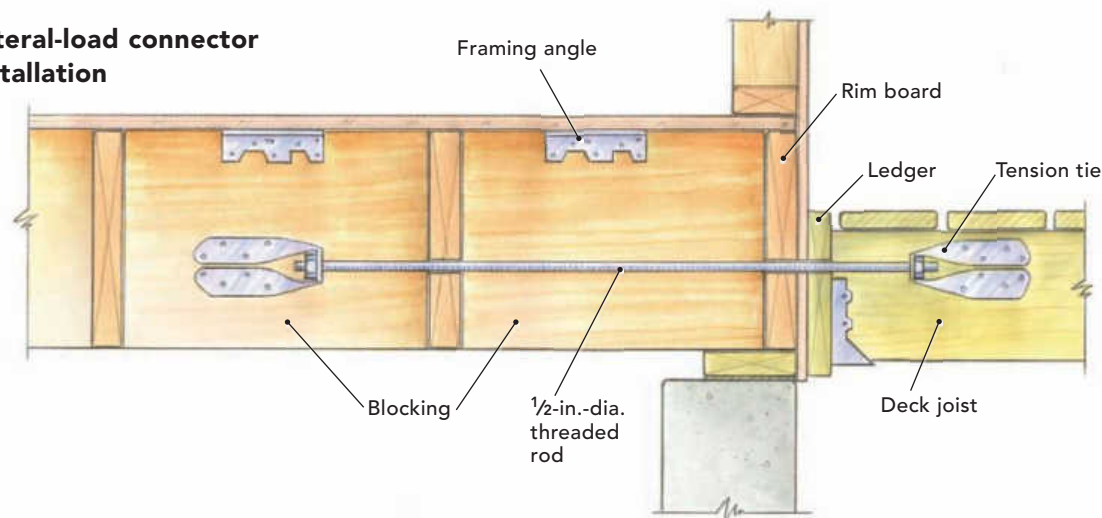 teral-load connector
tallation
Framing angle
Rim board
Ledger
Tension tie
Blocking
½-in.-dia.
threaded
rod
Deck joist